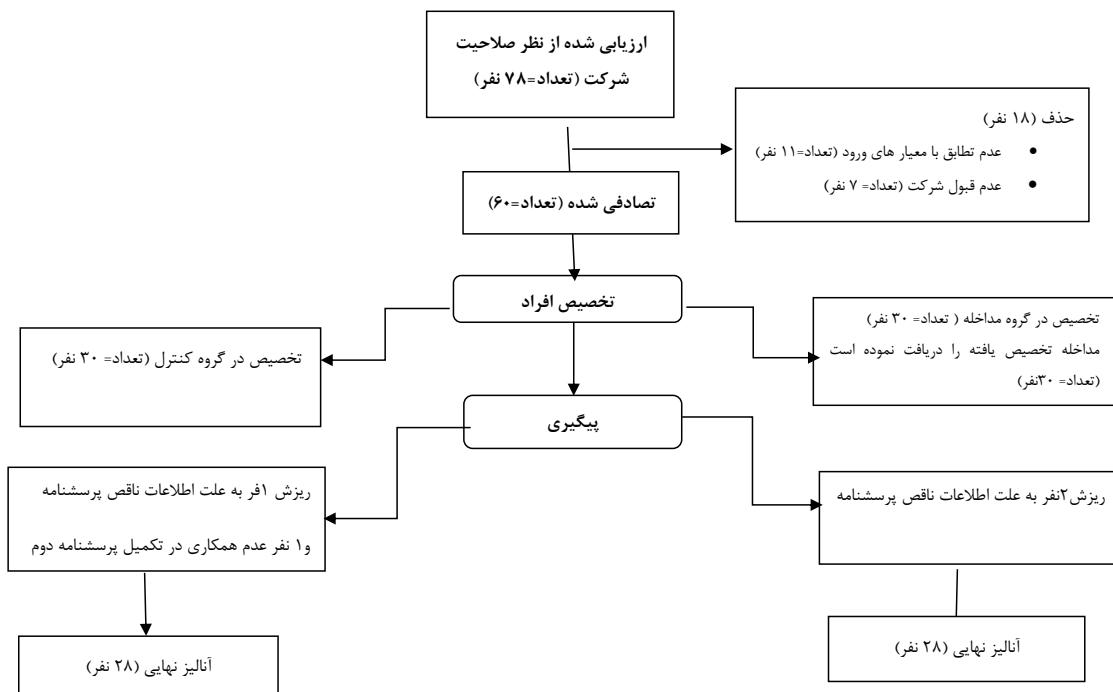 ارزیابی شده از نظر صلاحیت
شرکت (تعداد=۷۸ نفر)
حذف (۱۸ نفر)
• عدم تطابق با معیار های ورود (تعداد=۱۱ نفر)
• عدم قبول شرکت (تعداد= ۷ نفر)
تصادفی شده (تعداد=۶۰)
تخصیص افراد
تخصیص در گروه مداخله ( تعداد= ۳۰ نفر)
مداخله تخصیص یافته را دریافت نموده است
(تعداد= ۳۰نفر)
تخصیص در گروه کنترل (تعداد= ۳۰ نفر)
پیگیری
ریزش ۲نفر به علت اطلاعات ناقص پرسشنامه
ریزش ۱فر به علت اطلاعات ناقص پرسشنامه
و۱ نفر عدم همکاری در تکمیل پرسشنامه دوم
آنالیز نهایی (۲۸ نفر)
آنالیز نهایی (۲۸ نفر)